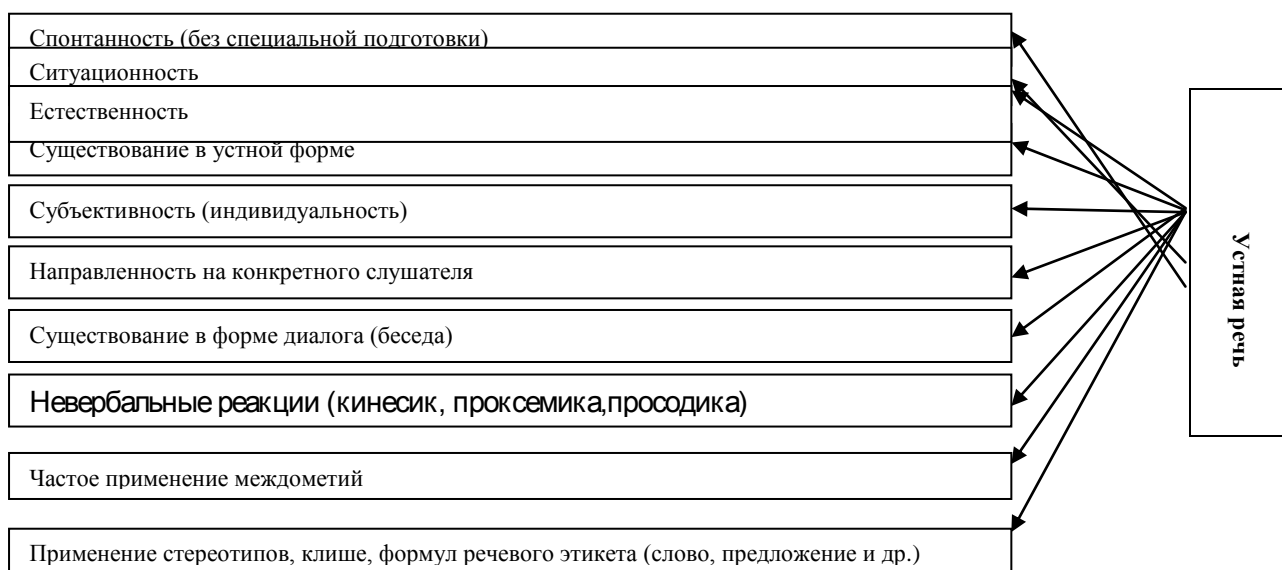 Спонтанность (без специальной подготовки)
Ситуационность
Естественность
Существование в устной форме
Субъективность (индивидуальность)
Направленность на конкретного слушателя
Существование в форме диалога (беседа)
Невербальные реакции (кинесик, проксемика,просодика)
Частое применение междометий
Применение стереотипов, клише, формул речевого этикета (слово, предложение и др.)
Устная речь